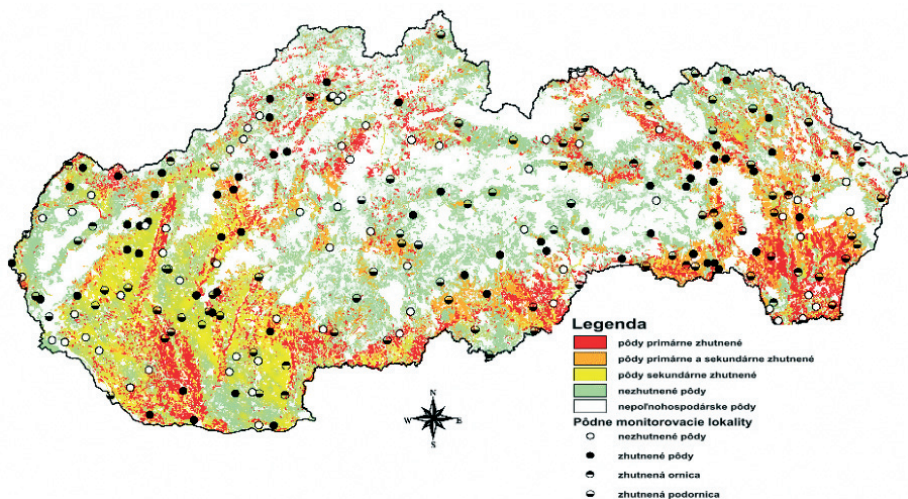 Legenda
pôdy primárne zhutnené
pôdy primárne a sekundárne zhutnené
pôdy sekundárne zhutnené
nezhutnené pôdy
nepoľnohospodárske pôdy
Pôdne monitorovacie lokality
nezhutnené pôdy
zhutnené pôdy
zhutnená ornica
zhutnená podornica
N
W E
S